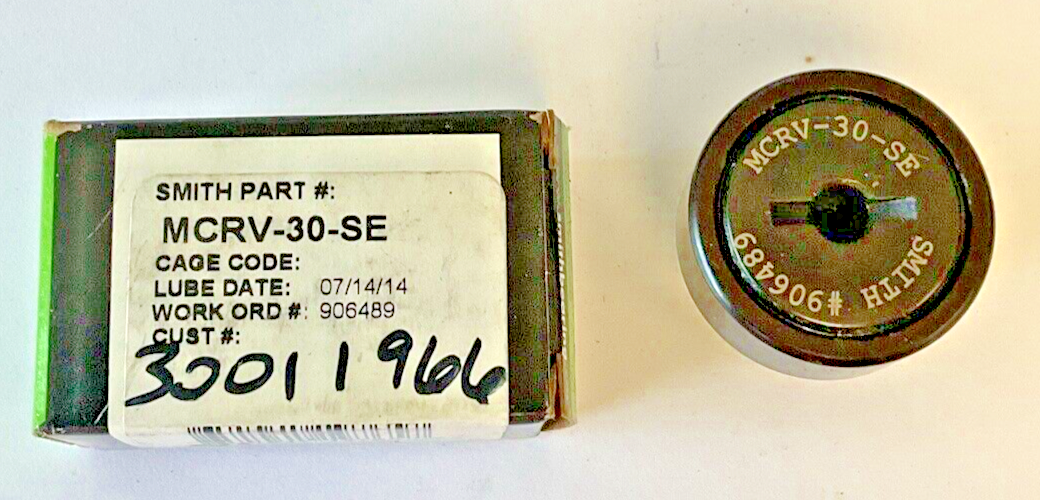 SMITH PART #:
MCRV-30-SE
CAGE CODE:
LUBE DATE: 07/14/14
WORK ORD #: 906489
CUST #:
30011966
MCRV-30-SE
SMITH #906489